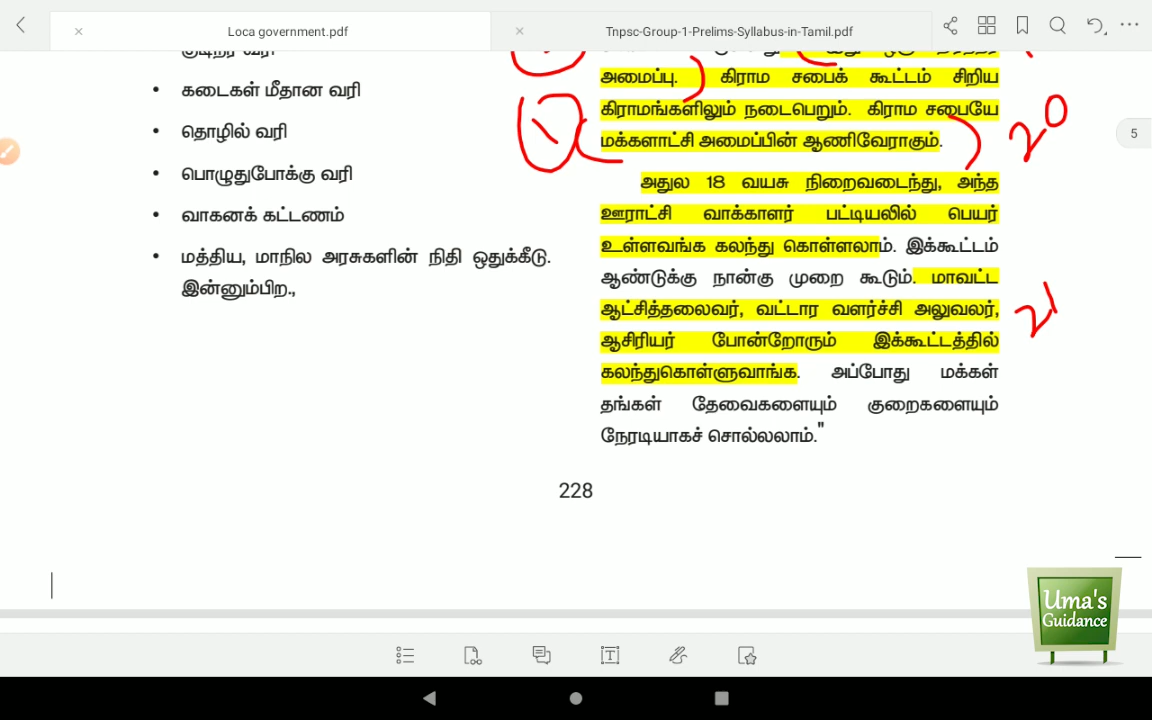 Loca government.pdf
Tnpsc-Group-1-Prelims-Syllabus-in-Tamil.pdf
5
குடிநீர் வரி
• கடைகள் மீதான வரி
• தொழில் வரி
• பொழுதுபோக்கு வரி
• வாகனக் கட்டணம்
• மத்திய, மாநில அரசுகளின் நிதி ஒதுக்கீடு.
இன்னும்பிற.,
அமைப்பு. கிராம சபைக் கூட்டம் சிறிய
கிராமங்களிலும் நடைபெறும். கிராம சபையே
மக்களாட்சி அமைப்பின் ஆணிவேராகும்.
20
அதுல 18 வயசு நிறைவடைந்து, அந்த
ஊராட்சி வாக்காளர் பட்டியலில் பெயர்
உள்ளவங்க கலந்து கொள்ளலாம். இக்கூட்டம்
ஆண்டுக்கு நான்கு முறை கூடும். மாவட்ட
ஆட்சித்தலைவர், வட்டார வளர்ச்சி அலுவலர்,
21
ஆசிரியர் போன்றோரும் இக்கூட்டத்தில்
கலந்துகொள்ளுவாங்க. அப்போது மக்கள்
தங்கள் தேவைகளையும் குறைகளையும்
நேரடியாகச் சொல்லலாம்."
228
Uma's
Guidance